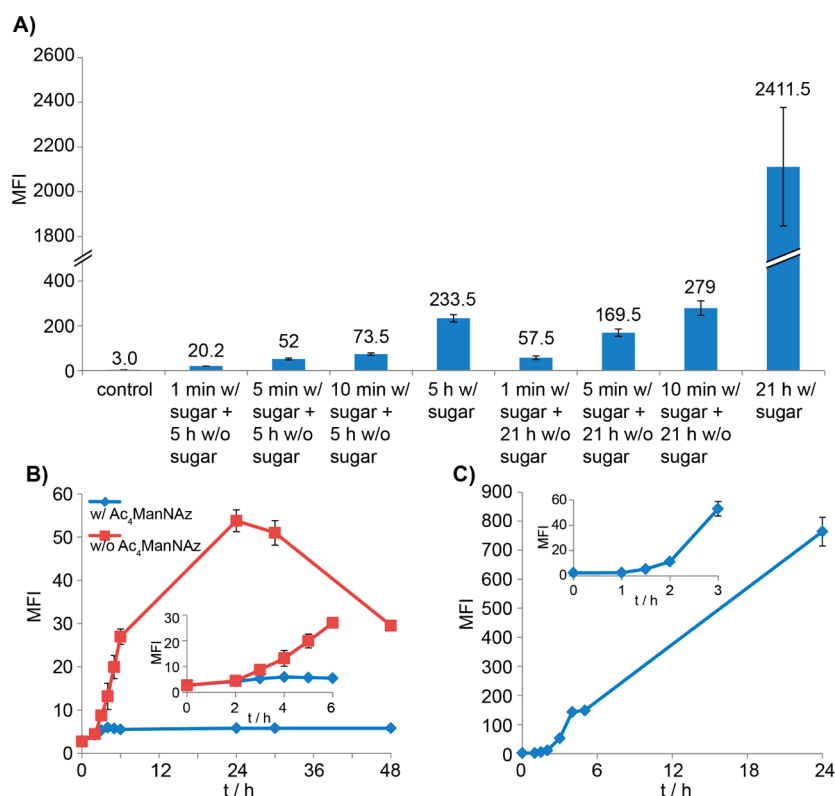 A)
2600
2400
2200
2000
1800
400
200
0
MFI
3.0
20.2
52
73.5
233.5
57.5
169.5
279
2411.5
control
1 min w/
sugar +
5 h w/o
sugar
5 min w/
sugar +
5 h w/o
sugar
10 min w/
sugar +
5 h w/o
sugar
5 h w/
sugar
1 min w/
sugar +
21 h w/o
sugar
5 min w/
sugar +
21 h w/o
sugar
10 min w/
sugar +
21 h w/o
sugar
21 h w/
sugar
B)
w/ Ac4ManNAz
w/o Ac4ManNAz
60
50
40
30
20
10
0
MFI
0 12 24 36 48
t / h
30
20
10
0
MFI
0 2 4 6
t / h
C)
900
800
700
600
500
400
300
200
100
0
MFI
0 6 12 18 24
t / h
60
40
20
0
MFI
0 1 2 3
t / h